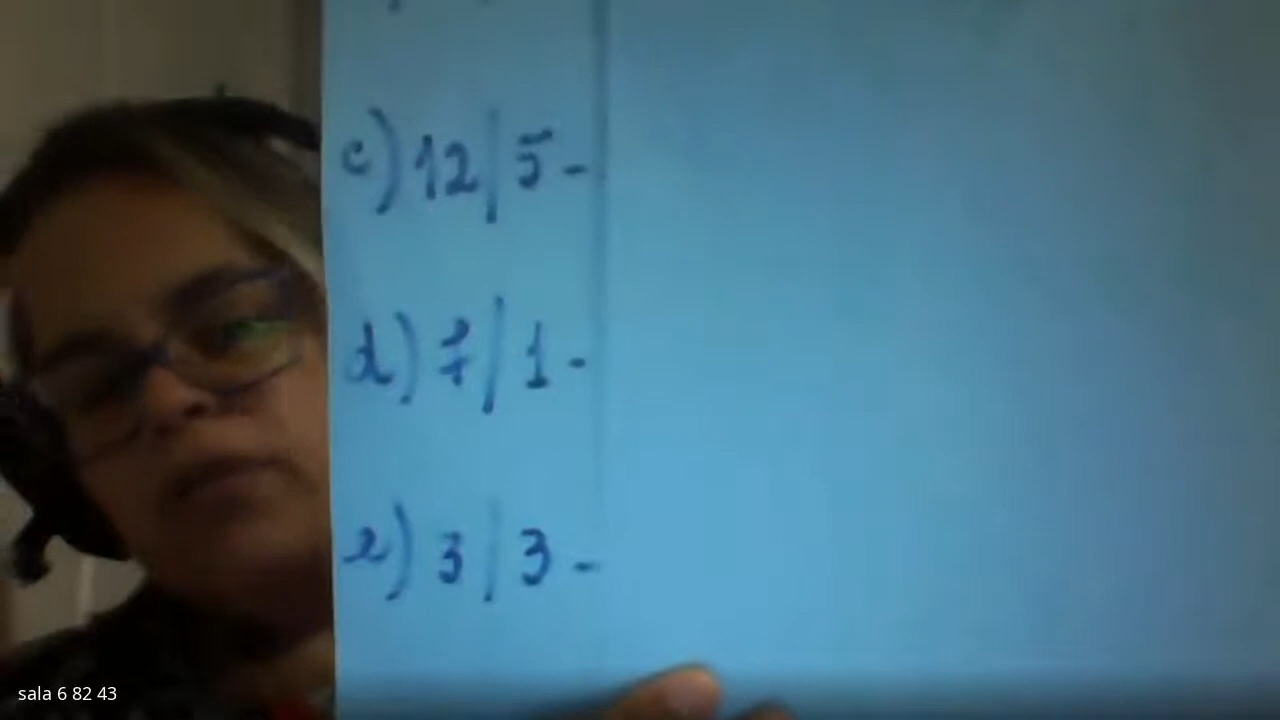 c) 12 | 5 -
d) 7 | 1 -
e) 3 | 3 -
sala 6 82 43